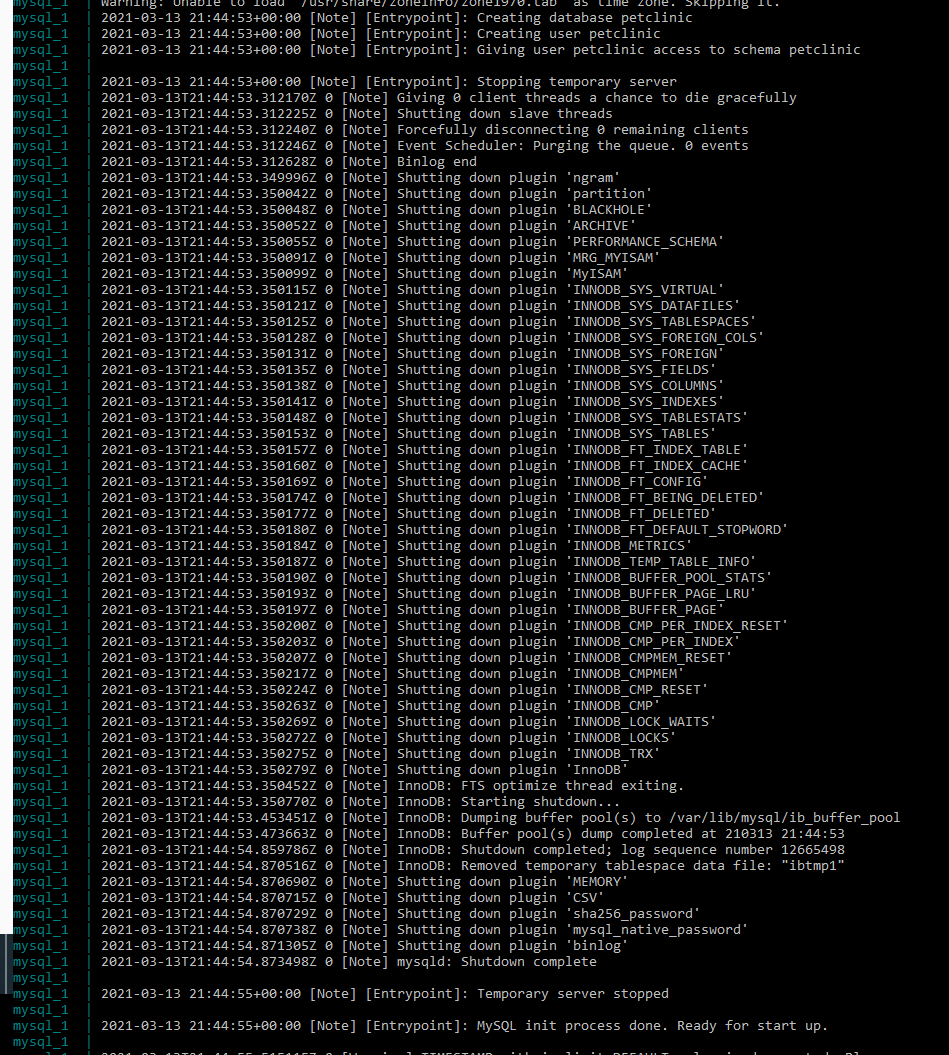 Warning: Unable to load '/usr/share/zoneinfo/zone1970.tab' as time zone. Skipping it.
mysql_1 | 2021-03-13 21:44:53+00:00 [Note] [Entrypoint]: Creating database petclinic
mysql_1 | 2021-03-13 21:44:53+00:00 [Note] [Entrypoint]: Creating user petclinic
mysql_1 | 2021-03-13 21:44:53+00:00 [Note] [Entrypoint]: Giving user petclinic access to schema petclinic
mysql_1 |
mysql_1 | 2021-03-13 21:44:53+00:00 [Note] [Entrypoint]: Stopping temporary server
mysql_1 | 2021-03-13T21:44:53.312170Z 0 [Note] Giving 0 client threads a chance to die gracefully
mysql_1 | 2021-03-13T21:44:53.312225Z 0 [Note] Shutting down slave threads
mysql_1 | 2021-03-13T21:44:53.312240Z 0 [Note] Forcefully disconnecting 0 remaining clients
mysql_1 | 2021-03-13T21:44:53.312246Z 0 [Note] Event Scheduler: Purging the queue. 0 events
mysql_1 | 2021-03-13T21:44:53.312628Z 0 [Note] Binlog end
mysql_1 | 2021-03-13T21:44:53.349996Z 0 [Note] Shutting down plugin 'ngram'
mysql_1 | 2021-03-13T21:44:53.350042Z 0 [Note] Shutting down plugin 'partition'
mysql_1 | 2021-03-13T21:44:53.350048Z 0 [Note] Shutting down plugin 'BLACKHOLE'
mysql_1 | 2021-03-13T21:44:53.350052Z 0 [Note] Shutting down plugin 'ARCHIVE'
mysql_1 | 2021-03-13T21:44:53.350055Z 0 [Note] Shutting down plugin 'PERFORMANCE_SCHEMA'
mysql_1 | 2021-03-13T21:44:53.350091Z 0 [Note] Shutting down plugin 'MRG_MYISAM'
mysql_1 | 2021-03-13T21:44:53.350099Z 0 [Note] Shutting down plugin 'MyISAM'
mysql_1 | 2021-03-13T21:44:53.350115Z 0 [Note] Shutting down plugin 'INNODB_SYS_VIRTUAL'
mysql_1 | 2021-03-13T21:44:53.350121Z 0 [Note] Shutting down plugin 'INNODB_SYS_DATAFILES'
mysql_1 | 2021-03-13T21:44:53.350125Z 0 [Note] Shutting down plugin 'INNODB_SYS_TABLESPACES'
mysql_1 | 2021-03-13T21:44:53.350128Z 0 [Note] Shutting down plugin 'INNODB_SYS_FOREIGN_COLS'
mysql_1 | 2021-03-13T21:44:53.350131Z 0 [Note] Shutting down plugin 'INNODB_SYS_FOREIGN'
mysql_1 | 2021-03-13T21:44:53.350135Z 0 [Note] Shutting down plugin 'INNODB_SYS_FIELDS'
mysql_1 | 2021-03-13T21:44:53.350138Z 0 [Note] Shutting down plugin 'INNODB_SYS_COLUMNS'
mysql_1 | 2021-03-13T21:44:53.350141Z 0 [Note] Shutting down plugin 'INNODB_SYS_INDEXES'
mysql_1 | 2021-03-13T21:44:53.350148Z 0 [Note] Shutting down plugin 'INNODB_SYS_TABLESTATS'
mysql_1 | 2021-03-13T21:44:53.350153Z 0 [Note] Shutting down plugin 'INNODB_SYS_TABLES'
mysql_1 | 2021-03-13T21:44:53.350157Z 0 [Note] Shutting down plugin 'INNODB_FT_INDEX_TABLE'
mysql_1 | 2021-03-13T21:44:53.350160Z 0 [Note] Shutting down plugin 'INNODB_FT_INDEX_CACHE'
mysql_1 | 2021-03-13T21:44:53.350169Z 0 [Note] Shutting down plugin 'INNODB_FT_CONFIG'
mysql_1 | 2021-03-13T21:44:53.350174Z 0 [Note] Shutting down plugin 'INNODB_FT_BEING_DELETED'
mysql_1 | 2021-03-13T21:44:53.350177Z 0 [Note] Shutting down plugin 'INNODB_FT_DELETED'
mysql_1 | 2021-03-13T21:44:53.350180Z 0 [Note] Shutting down plugin 'INNODB_FT_DEFAULT_STOPWORD'
mysql_1 | 2021-03-13T21:44:53.350184Z 0 [Note] Shutting down plugin 'INNODB_METRICS'
mysql_1 | 2021-03-13T21:44:53.350187Z 0 [Note] Shutting down plugin 'INNODB_TEMP_TABLE_INFO'
mysql_1 | 2021-03-13T21:44:53.350190Z 0 [Note] Shutting down plugin 'INNODB_BUFFER_POOL_STATS'
mysql_1 | 2021-03-13T21:44:53.350193Z 0 [Note] Shutting down plugin 'INNODB_BUFFER_PAGE_LRU'
mysql_1 | 2021-03-13T21:44:53.350197Z 0 [Note] Shutting down plugin 'INNODB_BUFFER_PAGE'
mysql_1 | 2021-03-13T21:44:53.350200Z 0 [Note] Shutting down plugin 'INNODB_CMP_PER_INDEX_RESET'
mysql_1 | 2021-03-13T21:44:53.350203Z 0 [Note] Shutting down plugin 'INNODB_CMP_PER_INDEX'
mysql_1 | 2021-03-13T21:44:53.350207Z 0 [Note] Shutting down plugin 'INNODB_CMPMEM_RESET'
mysql_1 | 2021-03-13T21:44:53.350217Z 0 [Note] Shutting down plugin 'INNODB_CMPMEM'
mysql_1 | 2021-03-13T21:44:53.350224Z 0 [Note] Shutting down plugin 'INNODB_CMP_RESET'
mysql_1 | 2021-03-13T21:44:53.350263Z 0 [Note] Shutting down plugin 'INNODB_CMP'
mysql_1 | 2021-03-13T21:44:53.350269Z 0 [Note] Shutting down plugin 'INNODB_LOCK_WAITS'
mysql_1 | 2021-03-13T21:44:53.350272Z 0 [Note] Shutting down plugin 'INNODB_LOCKS'
mysql_1 | 2021-03-13T21:44:53.350275Z 0 [Note] Shutting down plugin 'INNODB_TRX'
mysql_1 | 2021-03-13T21:44:53.350279Z 0 [Note] Shutting down plugin 'InnoDB'
mysql_1 | 2021-03-13T21:44:53.350452Z 0 [Note] InnoDB: FTS optimize thread exiting.
mysql_1 | 2021-03-13T21:44:53.350770Z 0 [Note] InnoDB: Starting shutdown...
mysql_1 | 2021-03-13T21:44:53.453451Z 0 [Note] InnoDB: Dumping buffer pool(s) to /var/lib/mysql/ib_buffer_pool
mysql_1 | 2021-03-13T21:44:53.473663Z 0 [Note] InnoDB: Buffer pool(s) dump completed at 210313 21:44:53
mysql_1 | 2021-03-13T21:44:54.859786Z 0 [Note] InnoDB: Shutdown completed; log sequence number 12665498
mysql_1 | 2021-03-13T21:44:54.870516Z 0 [Note] InnoDB: Removed temporary tablespace data file: "ibtmp1"
mysql_1 | 2021-03-13T21:44:54.870690Z 0 [Note] Shutting down plugin 'MEMORY'
mysql_1 | 2021-03-13T21:44:54.870715Z 0 [Note] Shutting down plugin 'CSV'
mysql_1 | 2021-03-13T21:44:54.870729Z 0 [Note] Shutting down plugin 'sha256_password'
mysql_1 | 2021-03-13T21:44:54.870738Z 0 [Note] Shutting down plugin 'mysql_native_password'
mysql_1 | 2021-03-13T21:44:54.871305Z 0 [Note] Shutting down plugin 'binlog'
mysql_1 | 2021-03-13T21:44:54.873498Z 0 [Note] mysqld: Shutdown complete
mysql_1 |
mysql_1 | 2021-03-13 21:44:55+00:00 [Note] [Entrypoint]: Temporary server stopped
mysql_1 |
mysql_1 | 2021-03-13 21:44:55+00:00 [Note] [Entrypoint]: MySQL init process done. Ready for start up.
mysql_1 |